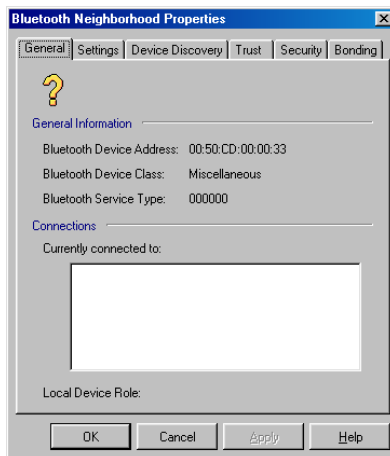 Bluetooth Neighborhood Properties
General Settings Device Discovery Trust Security Bonding
General Information
Bluetooth Device Address: 00:50:CD:00:00:33
Bluetooth Device Class: Miscellaneous
Bluetooth Service Type: 000000
Connections
Currently connected to:
Local Device Role:
OK Cancel Apply Help